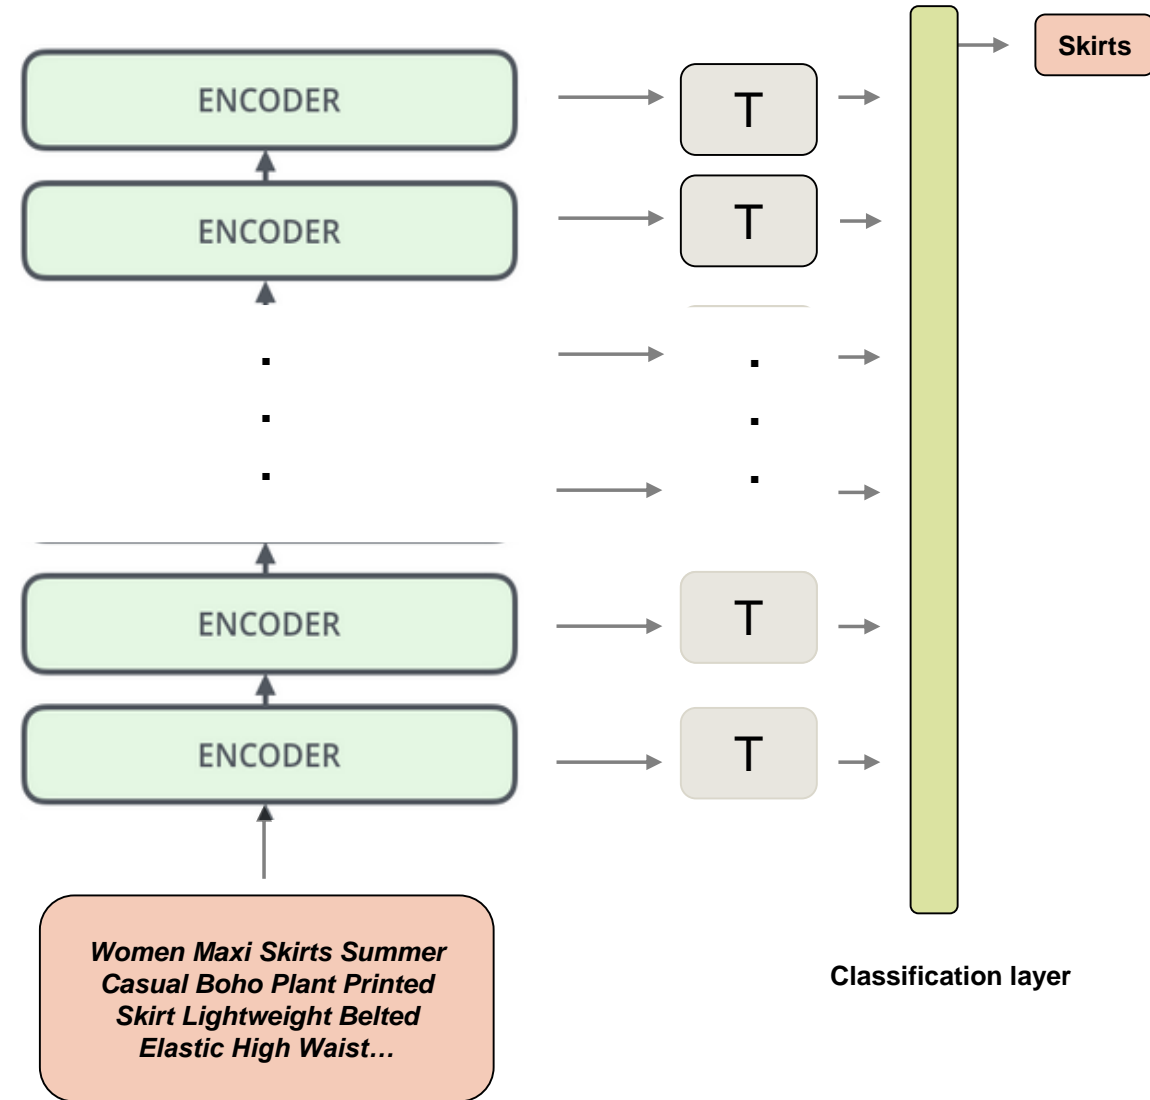 Skirts
ENCODER
T
ENCODER
T
.
.
.
.
.
.
ENCODER
T
ENCODER
T
Women Maxi Skirts Summer
Casual Boho Plant Printed
Skirt Lightweight Belted
Elastic High Waist…
Classification layer